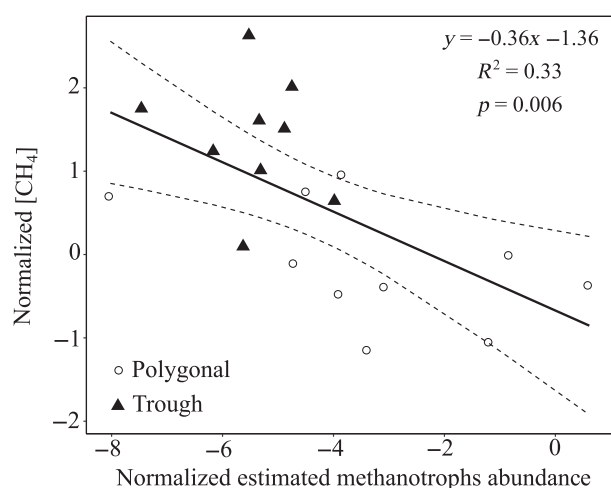 y = −0.36x −1.36
R² = 0.33
p = 0.006
2
1
0
−1
−2
Normalized [CH₄]
Polygonal
Trough
−8 −6 −4 −2 0
Normalized estimated methanotrophs abundance